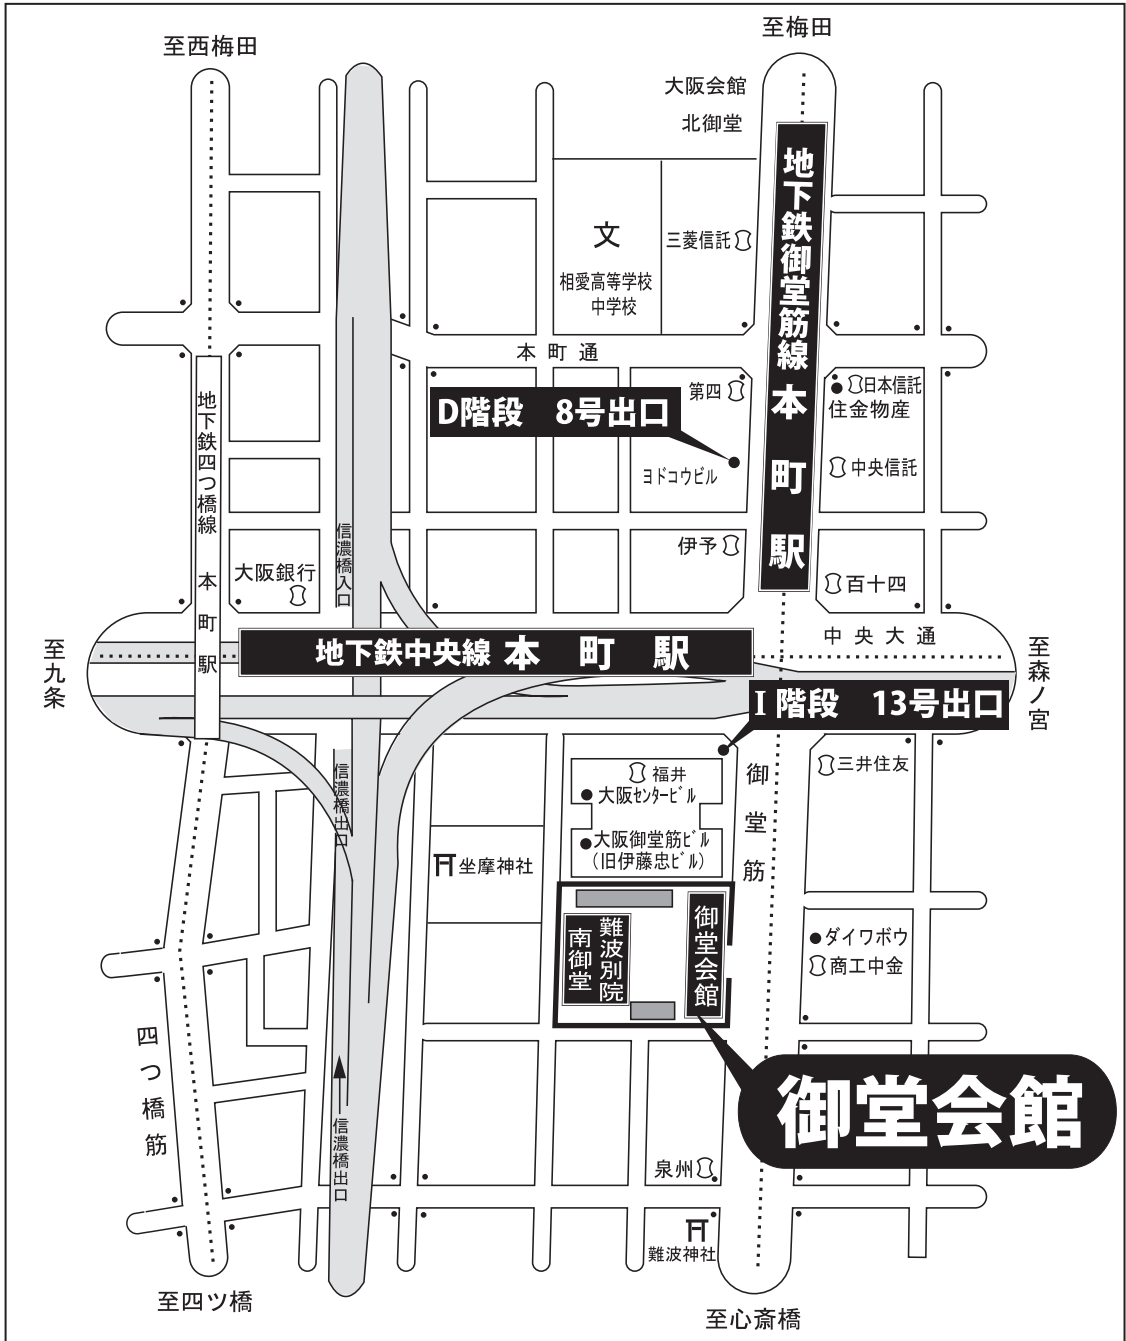 至西梅田
至梅田
大阪会館
北御堂
地下鉄御堂筋線本町駅
文
三菱信託
相愛高等学校
中学校
本町通
第四
日本信託
住金物産
D階段 8号出口
地下鉄四つ橋線 本町駅
中央信託
ヨドコウビル
信濃橋入口
伊予
大阪銀行
百十四
中央大通
地下鉄中央線本町駅
至九条
至森ノ宮
I階段 13号出口
御堂筋
三井住友
福井
信濃橋出口
大阪センタービル
大阪御堂筋ビル
(旧伊藤忠ビル)
坐摩神社
御堂会館
難波別院
南御堂
ダイワボウ
商工中金
四つ橋筋
御堂会館
信濃橋出口
泉州
難波神社
至四ツ橋
至心斎橋